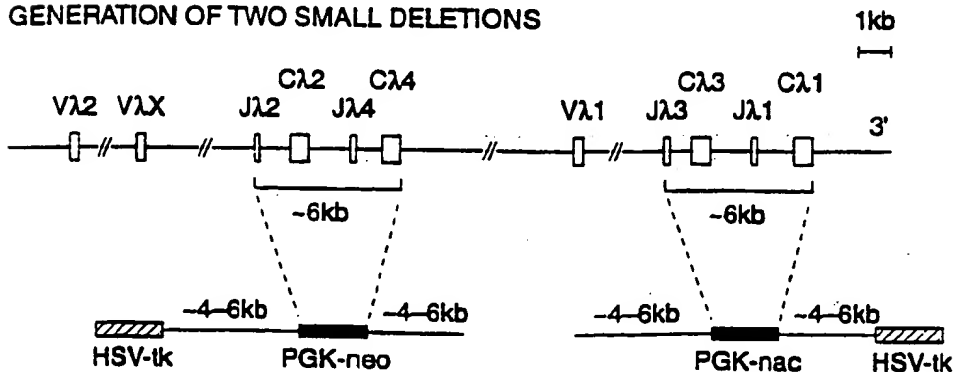 GENERATION OF TWO SMALL DELETIONS
1kb
Vλ2 VλX Jλ2 Cλ2 Jλ4 Cλ4 Vλ1 Jλ3 Cλ3 Jλ1 Cλ1 3'
~6kb ~6kb
~4–6kb ~4–6kb ~4–6kb ~4–6kb
HSV-tk PGK-neo PGK-nac HSV-tk